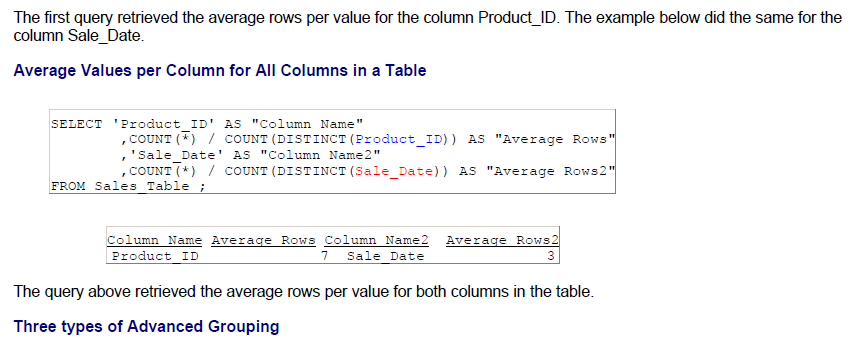 The first query retrieved the average rows per value for the column Product_ID. The example below did the same for the
column Sale_Date.
Average Values per Column for All Columns in a Table
SELECT 'Product_ID' AS "Column Name"
,COUNT(*) / COUNT(DISTINCT(Product_ID)) AS "Average Rows"
,'Sale_Date' AS "Column Name2"
,COUNT(*) / COUNT(DISTINCT(Sale_Date)) AS "Average Rows2"
FROM Sales_Table ;
Column Name Average Rows Column Name2 Average Rows2
Product_ID 7 Sale_Date 3
The query above retrieved the average rows per value for both columns in the table.
Three types of Advanced Grouping